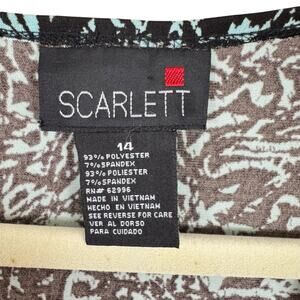 SCARLETT
14
93% POLYESTER
7% SPANDEX
93% POLIESTER
7% SPANDEX
RN# 62996
MADE IN VIETNAM
HECHO EN VIETNAM
SEE REVERSE FOR CARE
VER AL DORSO
PARA CUIDADO